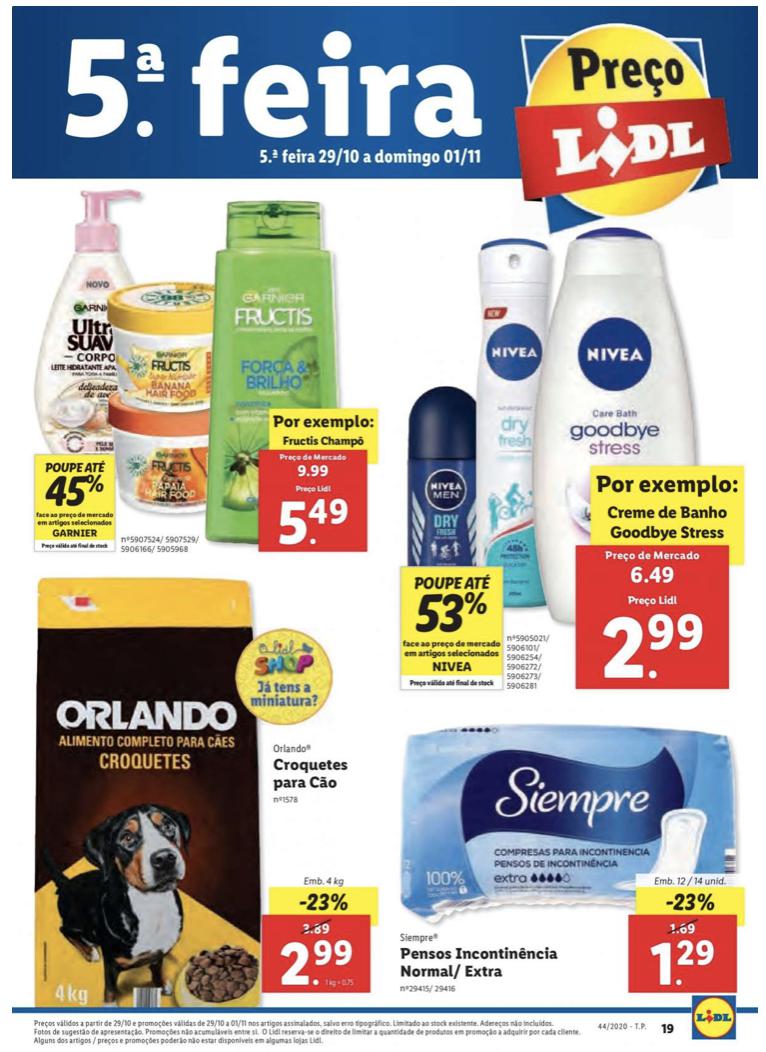 5.ª feira
5.ª feira 29/10 a domingo 01/11
Preço
LIDL
NOVO
GARNI
Ultr
SUAV
CORPO
LEITE HIDRATANTE APA
delicadeza
de ave
GARNIER
FRUCTIS
BANANA
HAIR FOOD
FRUCTIS
PAPAIA
HAIR FOOD
GARNIER
FRUCTIS
FORÇA &
BRILHO
POUPE ATÉ
45%
face ao preço de mercado
em artigos selecionados
GARNIER
Preço válido até final de stock
nº5907524/ 5907529/
5906166/ 5905968
Por exemplo:
Fructis Champô
Preço de Mercado
9.99
Preço Lidl
5.49
NEW
NIVEA
dry
fresh
48h
NIVEA
MEN
DRY
FRESH
NIVEA
Care Bath
goodbye
stress
POUPE ATÉ
53%
face ao preço de mercado
em artigos selecionados
NIVEA
Preço válido até final de stock
nº5905021/
5906101/
5906254/
5906272/
5906273/
5906281
Por exemplo:
Creme de Banho
Goodbye Stress
Preço de Mercado
6.49
Preço Lidl
2.99
ORLANDO
ALIMENTO COMPLETO PARA CÃES
CROQUETES
4kg
Lidl
SHOP
Já tens a
miniatura?
Orlando®
Croquetes
para Cão
nº1578
Emb. 4 kg
-23%
3.89
2.99
1 kg = 0.75
Siempre
COMPRESAS PARA INCONTINENCIA
PENSOS DE INCONTINÊNCIA
extra
100%
Siempre®
Pensos Incontinência
Normal/ Extra
nº29415/ 29416
Emb. 12 / 14 unid.
-23%
1.69
1.29
Preços válidos a partir de 29/10 e promoções válidas de 29/10 a 01/11 nos artigos assinalados, salvo erro tipográfico. Limitado ao stock existente. Adereços não incluídos.
Fotos de sugestão de apresentação. Promoções não acumuláveis entre si. O Lidl reserva-se o direito de limitar a quantidade de produtos em promoção a adquirir por cada cliente.
Alguns dos artigos / preços e promoções poderão não estar disponíveis em algumas lojas Lidl.
44/2020 - T.P.
19
LIDL